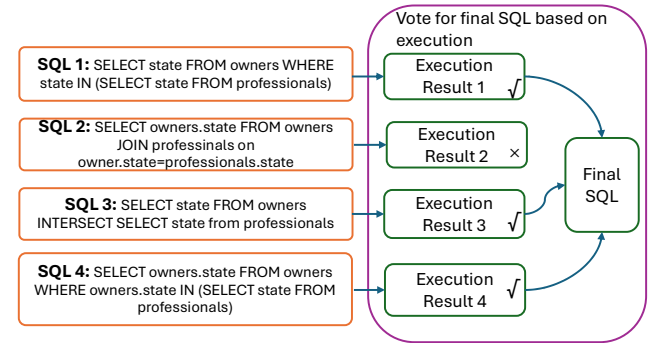 Vote for final SQL based on
execution
SQL 1: SELECT state FROM owners WHERE
state IN (SELECT state FROM professionals)
Execution
Result 1 √
SQL 2: SELECT owners.state FROM owners
JOIN professinals on
owner.state=professionals.state
Execution
Result 2 ×
SQL 3: SELECT state FROM owners
INTERSECT SELECT state from professionals
Execution
Result 3 √
SQL 4: SELECT owners.state FROM owners
WHERE owners.state IN (SELECT state FROM
professionals)
Execution
Result 4 √
Final
SQL